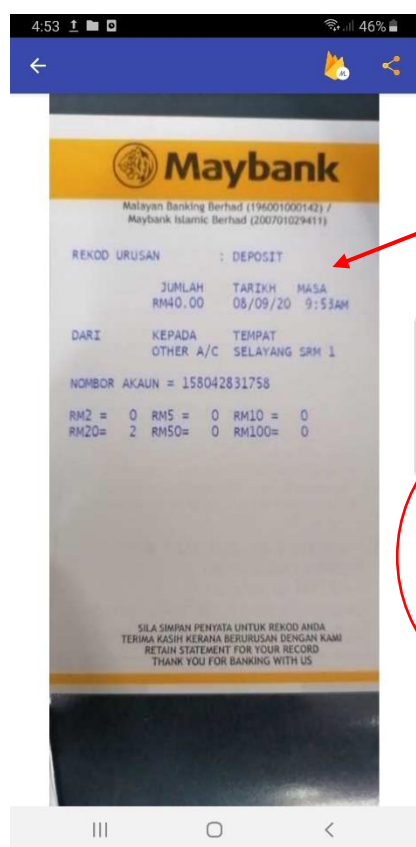 4:53 46%
Maybank
Malayan Banking Berhad (196001000142) /
Maybank Islamic Berhad (200701029411)
REKOD URUSAN : DEPOSIT
JUMLAH TARIKH MASA
RM40.00 08/09/20 9:53AM
DARI KEPADA TEMPAT
OTHER A/C SELAYANG SRM 1
NOMBOR AKAUN = 158042831758
RM2 = 0 RM5 = 0 RM10 = 0
RM20= 2 RM50= 0 RM100= 0
SILA SIMPAN PENYATA UNTUK REKOD ANDA
TERIMA KASIH KERANA BERURUSAN DENGAN KAMI
RETAIN STATEMENT FOR YOUR RECORD
THANK YOU FOR BANKING WITH US